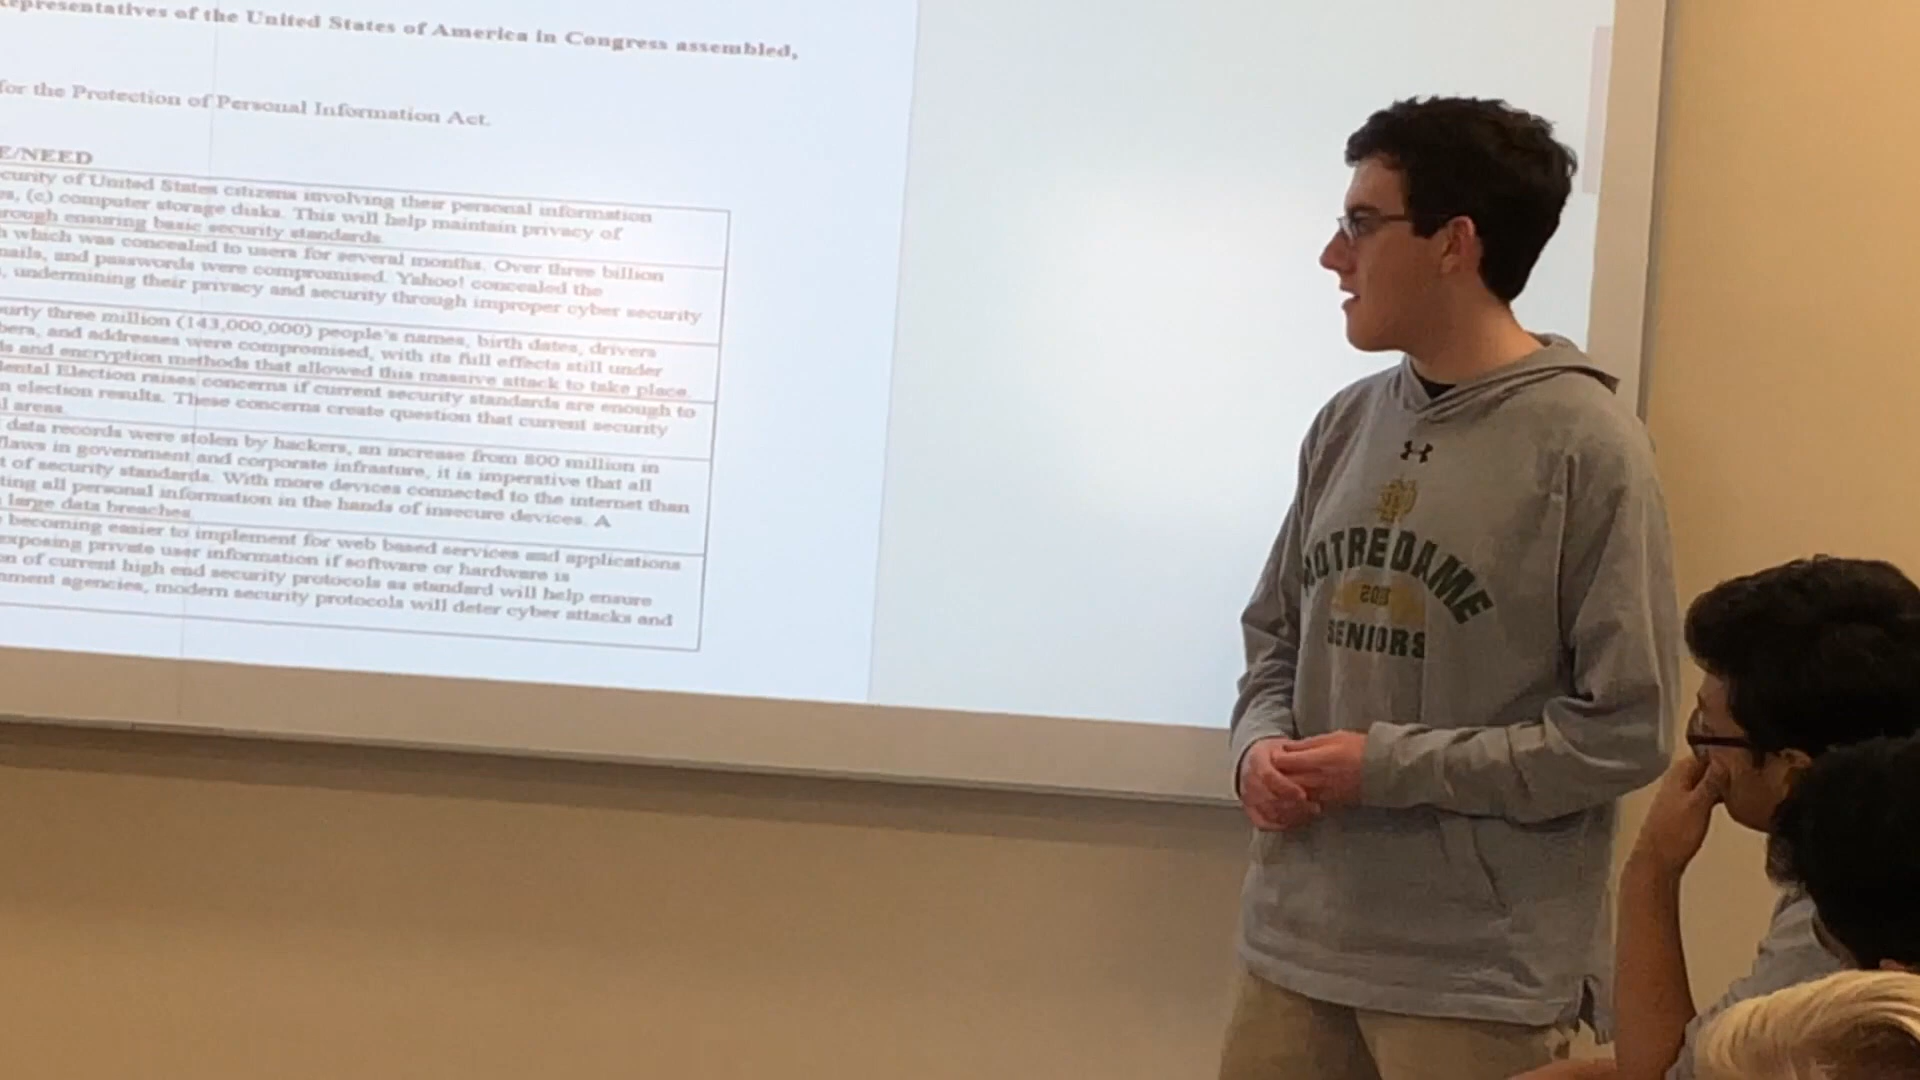 epresentatives of the United States of America in Congress assembled,
for the Protection of Personal Information Act.
E/NEED
curity of United States citizens involving their personal information
es, (c) computer storage disks. This will help maintain privacy of
rough ensuring basic security standards.
h which was concealed to users for several months. Over three billion
mails, and passwords were compromised. Yahoo! concealed the
, undermining their privacy and security through improper cyber security
ourty three million (143,000,000) people's names, birth dates, drivers
bers, and addresses were compromised, with its full effects still under
ls and encryption methods that allowed this massive attack to take place.
dental Election raises concerns if current security standards are enough to
n election results. These concerns create question that current security
l areas.
data records were stolen by hackers, an increase from 800 million in
flaws in government and corporate infrasture, it is imperative that all
t of security standards. With more devices connected to the internet than
ting all personal information in the hands of insecure devices. A
large data breaches.
becoming easier to implement for web based services and applications
exposing private user information if software or hardware is
on of current high end security protocols as standard will help ensure
nment agencies, modern security protocols will deter cyber attacks and
NOTRE DAME
SENIORS